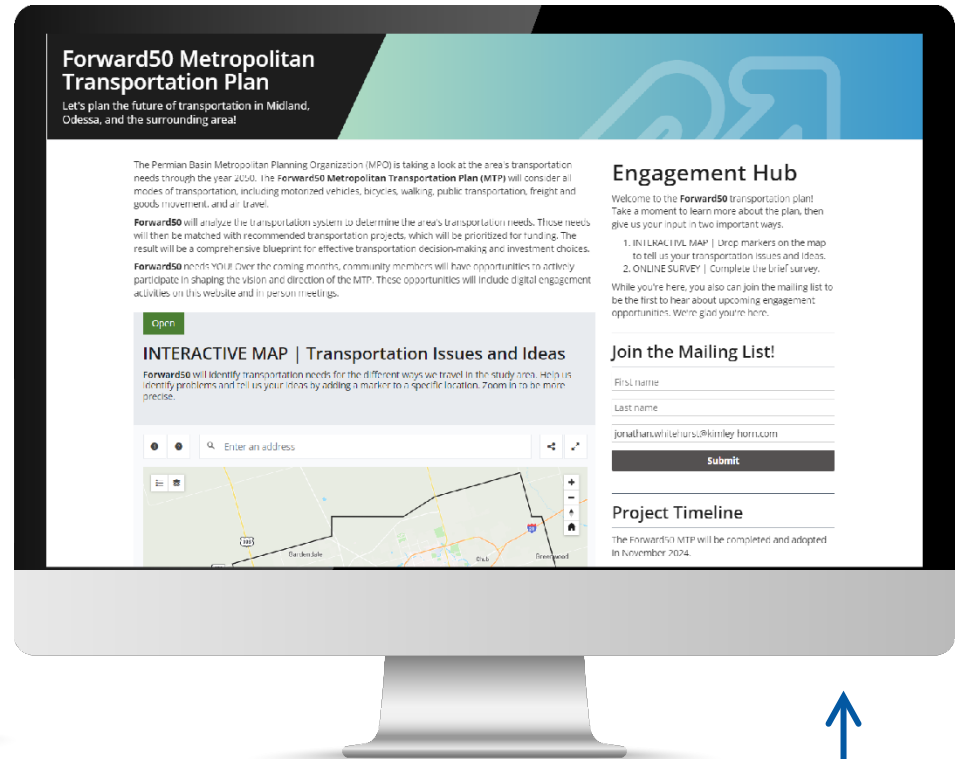 Forward50 Metropolitan
Transportation Plan
Let's plan the future of transportation in Midland,
Odessa, and the surrounding area!
The Permian Basin Metropolitan Planning Organization (MPO) is taking a look at the area's transportation
needs through the year 2050. The Forward50 Metropolitan Transportation Plan (MTP) will consider all
modes of transportation, including motorized vehicles, bicycles, walking, public transportation, freight and
goods movement, and air travel.
Forward50 will analyze the transportation system to determine the area's transportation needs. Those needs
will then be matched with recommended transportation projects, which will be prioritized for funding. The
result will be a comprehensive blueprint for effective transportation decision-making and investment choices.
Forward50 needs YOU! Over the coming months, community members will have opportunities to actively
participate in shaping the vision and direction of the MTP. These opportunities will include digital engagement
activities on this website and in person meetings.
Open
INTERACTIVE MAP | Transportation Issues and Ideas
Forward50 will identify transportation needs for the different ways we travel in the study area. Help us
identify problems and tell us your ideas by adding a marker to a specific location. Zoom in to be more
precise.
Enter an address
Gardendale
Greenwood
Engagement Hub
Welcome to the Forward50 transportation plan!
Take a moment to learn more about the plan, then
give us your input in two important ways.
1. INTERACTIVE MAP | Drop markers on the map
to tell us your transportation issues and ideas.
2. ONLINE SURVEY | Complete the brief survey.
While you're here, you also can join the mailing list to
be the first to hear about upcoming engagement
opportunities. We're glad you're here.
Join the Mailing List!
First name
Last name
jonathan.whitehurst@kimley-horn.com
Submit
Project Timeline
The Forward50 MTP will be completed and adopted
in November 2024.